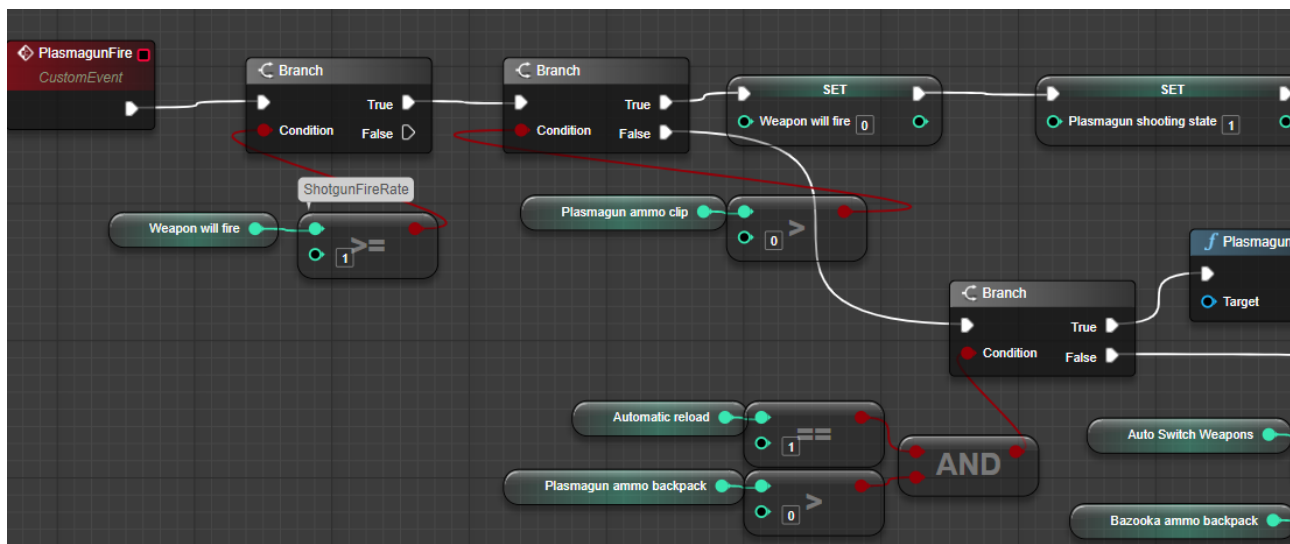 PlasmagunFire
CustomEvent
Branch
True
Condition
False
Branch
True
Condition
False
SET
Weapon will fire 0
SET
Plasmagun shooting state 1
ShotgunFireRate
Weapon will fire
>=
1
Plasmagun ammo clip
>
0
f Plasmagun
Target
Branch
True
Condition
False
Automatic reload
==
1
AND
Plasmagun ammo backpack
>
0
Auto Switch Weapons
Bazooka ammo backpack